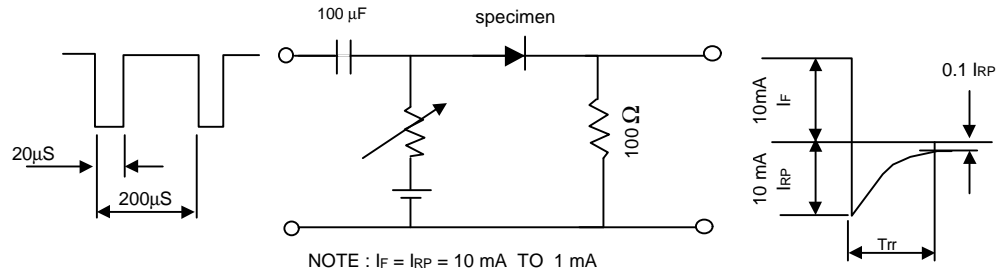 100 µF
specimen
20µS
200µS
100 Ω
NOTE : IF = IRP = 10 mA TO 1 mA
10mA
IF
10 mA
IRP
0.1 IRP
Trr